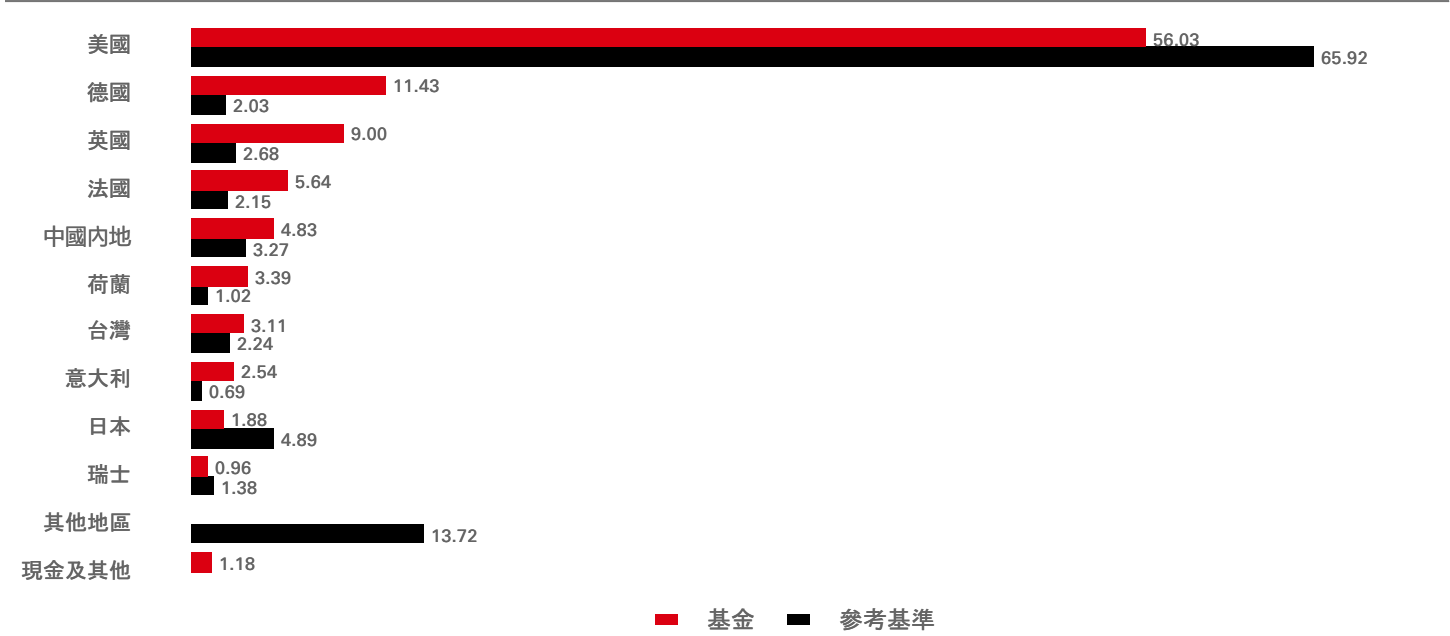 美國 56.03
65.92
德國 11.43
2.03
英國 9.00
2.68
法國 5.64
2.15
中國內地 4.83
3.27
荷蘭 3.39
1.02
台灣 3.11
2.24
意大利 2.54
0.69
日本 1.88
4.89
瑞士 0.96
1.38
其他地區 13.72
現金及其他 1.18
基金 參考基準